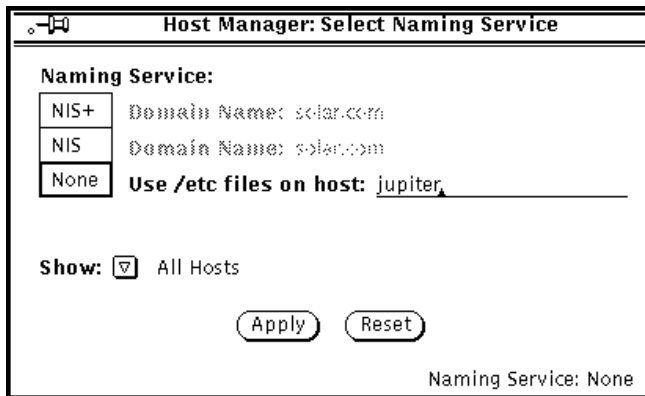 Host Manager: Select Naming Service
Naming Service:
NIS+ Domain Name: solar.com
NIS Domain Name: solar.com
None Use /etc files on host: jupiter
Show: All Hosts
Apply Reset
Naming Service: None